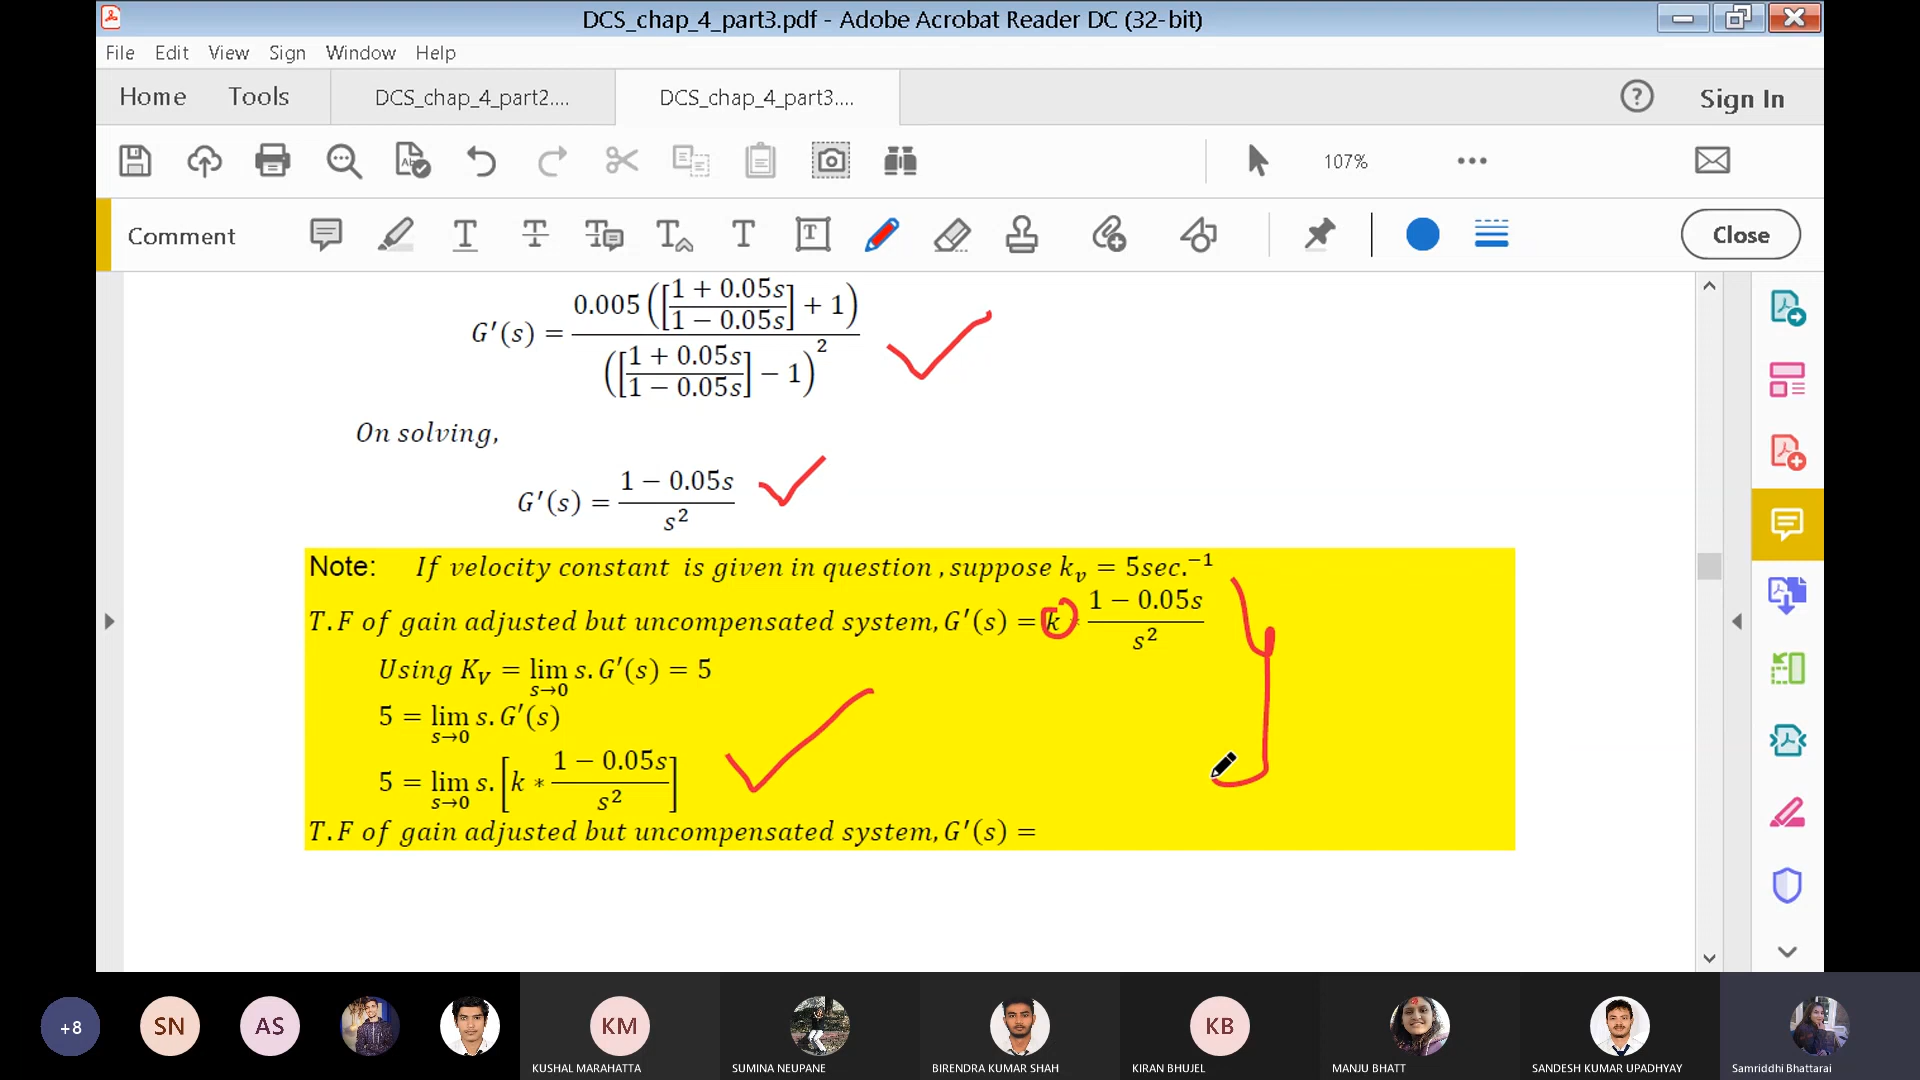 DCS_chap_4_part3.pdf - Adobe Acrobat Reader DC (32-bit)
File Edit View Sign Window Help
Home Tools DCS_chap_4_part2.... DCS_chap_4_part3.... Sign In
107%
Comment Close
G′(s) = 0.005 ([1 + 0.05s / 1 − 0.05s] + 1) / ([1 + 0.05s / 1 − 0.05s] − 1)²
On solving,
G′(s) = 1 − 0.05s / s²
Note: If velocity constant is given in question , suppose kᵥ = 5sec.⁻¹
T.F of gain adjusted but uncompensated system, G′(s) = k * 1 − 0.05s / s²
Using K_V = lim s→0 s. G′(s) = 5
5 = lim s→0 s. G′(s)
5 = lim s→0 s. [k * 1 − 0.05s / s²]
T.F of gain adjusted but uncompensated system, G′(s) =
+8 SN AS KM KB
KUSHAL MARAHATTA SUMINA NEUPANE BIRENDRA KUMAR SHAH KIRAN BHUJEL MANJU BHATT SANDESH KUMAR UPADHYAY Samriddhi Bhattarai